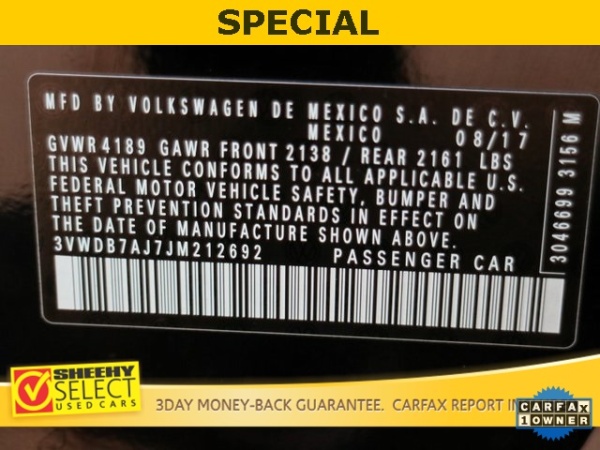 SPECIAL
MFD BY VOLKSWAGEN DE MEXICO S.A. DE C.V.
MEXICO 08/17
GVWR 4189 GAWR FRONT 2138 / REAR 2161 LBS
THIS VEHICLE CONFORMS TO ALL APPLICABLE U.S.
FEDERAL MOTOR VEHICLE SAFETY, BUMPER AND
THEFT PREVENTION STANDARDS IN EFFECT ON
THE DATE OF MANUFACTURE SHOWN ABOVE.
3VWDB7AJ7JM212692 PASSENGER CAR
3046699 3156 M
SHEEHY
SELECT
USED CARS
3DAY MONEY-BACK GUARANTEE. CARFAX REPORT
CARFAX
1 OWNER